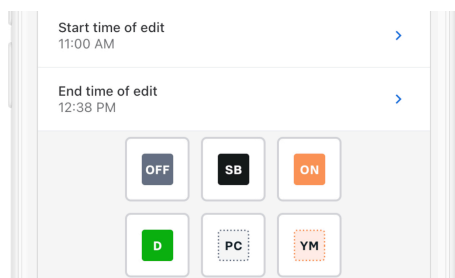 Start time of edit
11:00 AM
End time of edit
12:38 PM
OFF SB ON
D PC YM